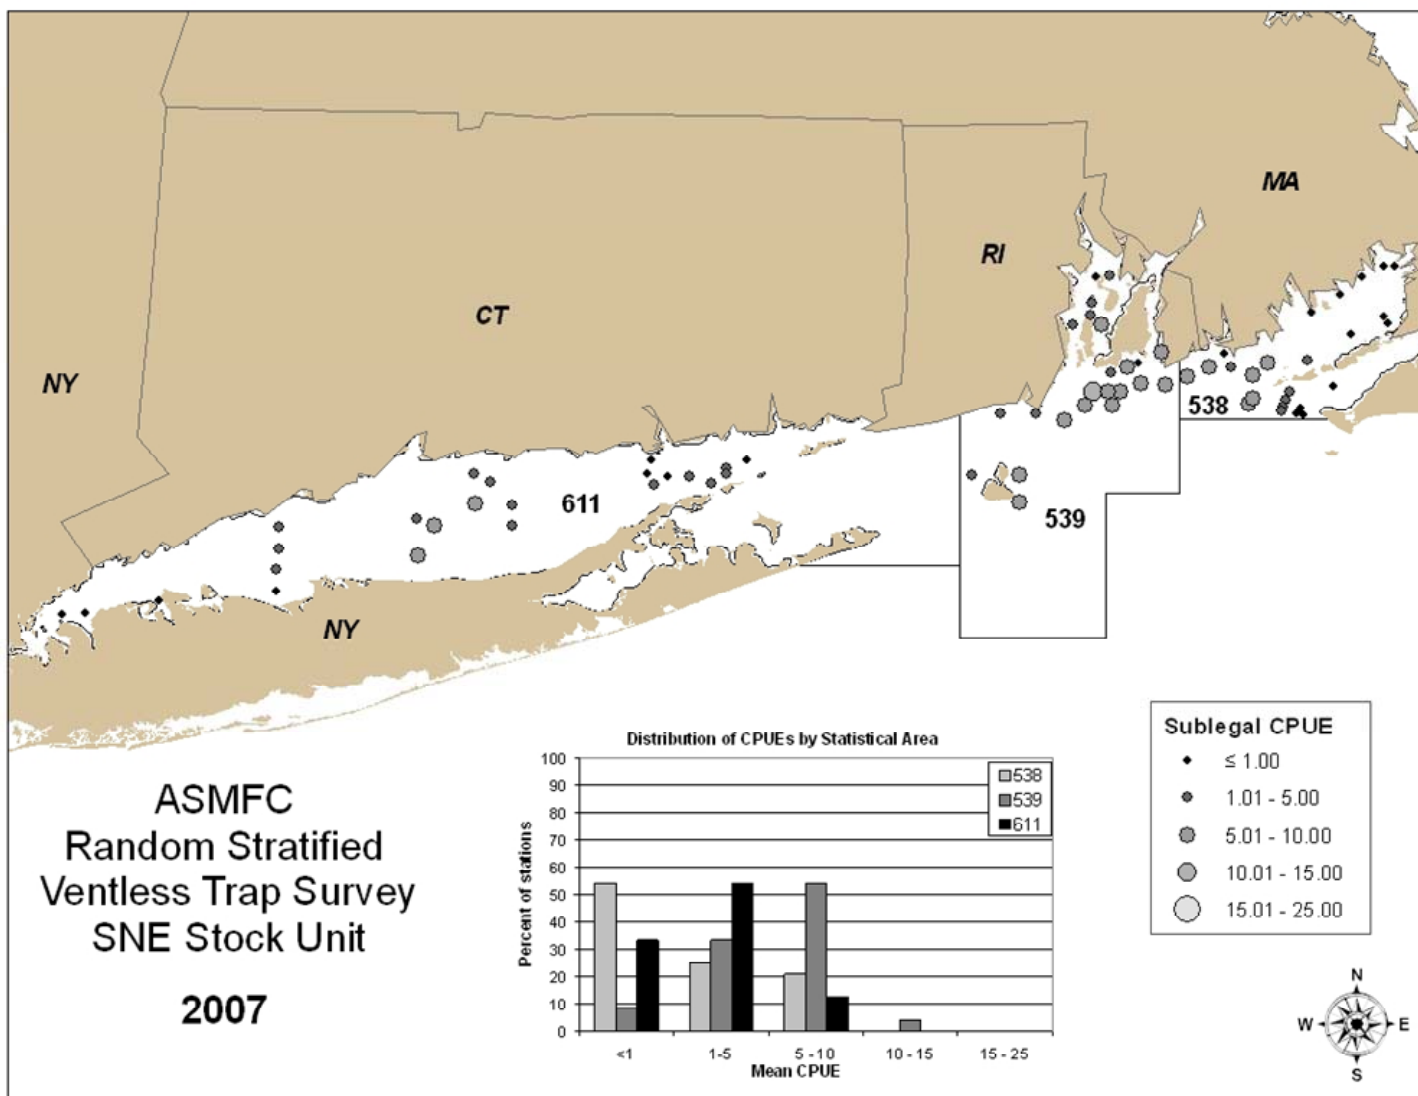 MA
RI
CT
NY
538
611
539
NY
Sublegal CPUE
≤ 1.00
1.01 - 5.00
5.01 - 10.00
10.01 - 15.00
15.01 - 25.00
Distribution of CPUEs by Statistical Area
100
90
80
70
60
50
40
30
20
10
0
Percent of stations
538
539
611
<1
1-5
5 - 10
10 - 15
15 - 25
Mean CPUE
ASMFC
Random Stratified
Ventless Trap Survey
SNE Stock Unit
2007
N
W
E
S